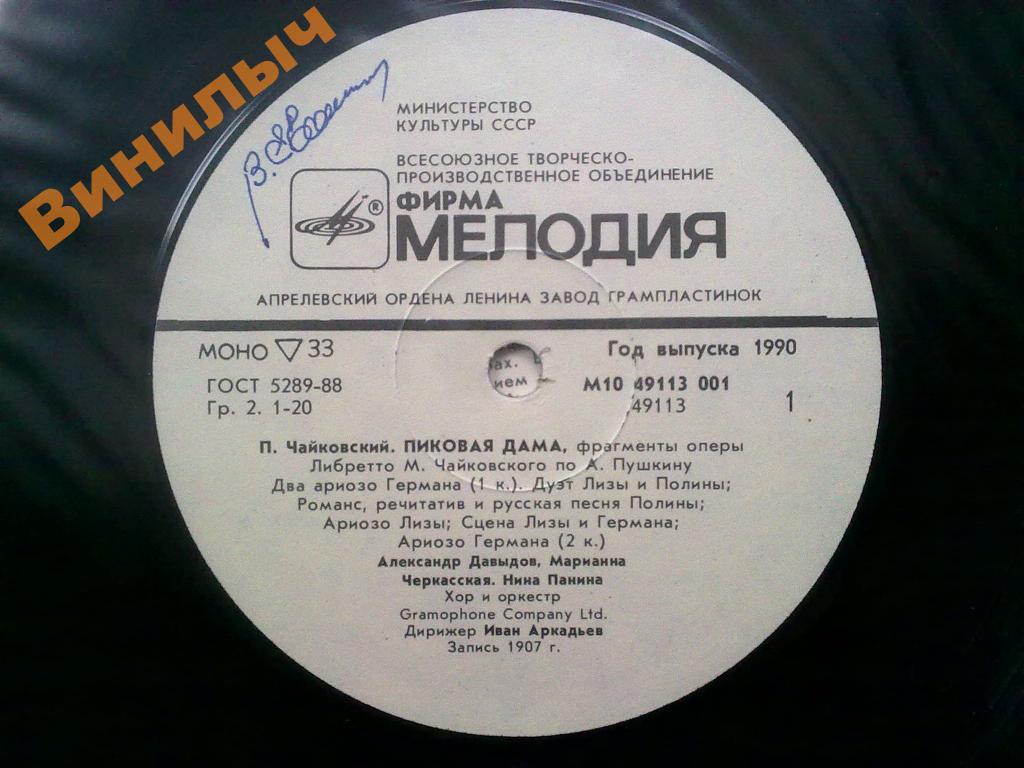 Винилыч
МИНИСТЕРСТВО
КУЛЬТУРЫ СССР
ВСЕСОЮЗНОЕ ТВОРЧЕСКО-
ПРОИЗВОДСТВЕННОЕ ОБЪЕДИНЕНИЕ
ФИРМА
®
МЕЛОДИЯ
АПРЕЛЕВСКИЙ ОРДЕНА ЛЕНИНА ЗАВОД ГРАМПЛАСТИНОК
МОНО ▽ 33
Год выпуска 1990
ГОСТ 5289-88
М10 49113 001
Гр. 2. 1-20
49113
1
П. Чайковский. ПИКОВАЯ ДАМА, фрагменты оперы
Либретто М. Чайковского по А. Пушкину
Два ариозо Германа (1 к.). Дуэт Лизы и Полины;
Романс, речитатив и русская песня Полины;
Ариозо Лизы; Сцена Лизы и Германа;
Ариозо Германа (2 к.)
Александр Давыдов, Марианна
Черкасская. Нина Панина
Хор и оркестр
Gramophone Company Ltd.
Дирижер Иван Аркадьев
Запись 1907 г.